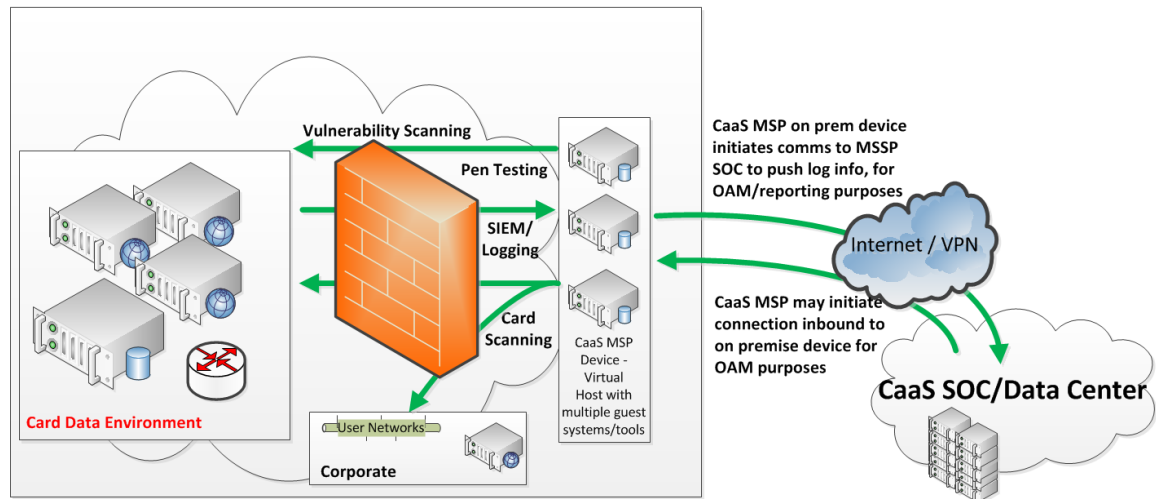 Vulnerability Scanning
Pen Testing
SIEM/
Logging
Card
Scanning
Card Data Environment
User Networks
Corporate
CaaS MSP
Device -
Virtual
Host with
multiple guest
systems/tools
CaaS MSP on prem device
initiates comms to MSSP
SOC to push log info, for
OAM/reporting purposes
Internet / VPN
CaaS MSP may initiate
connection inbound to
on premise device for
OAM purposes
CaaS SOC/Data Center